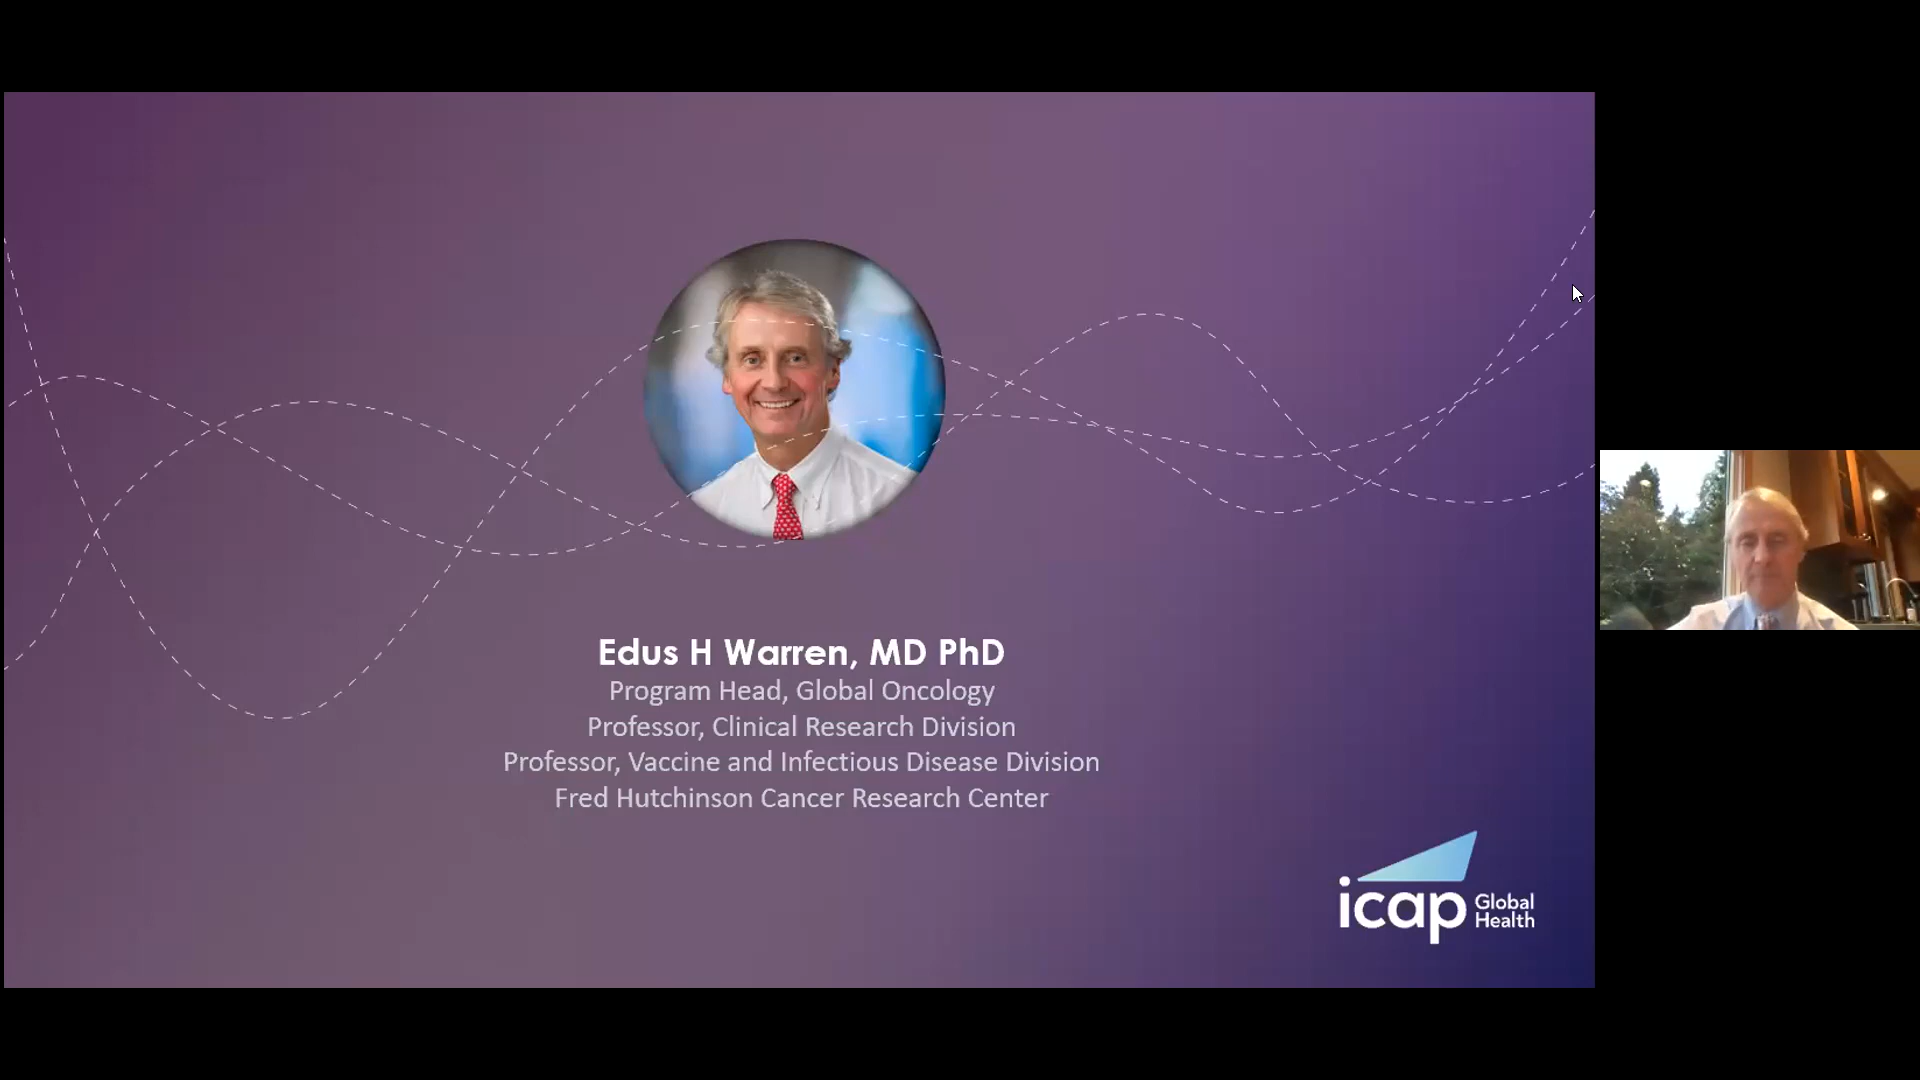 Edus H Warren, MD PhD
Program Head, Global Oncology
Professor, Clinical Research Division
Professor, Vaccine and Infectious Disease Division
Fred Hutchinson Cancer Research Center
icap Global Health